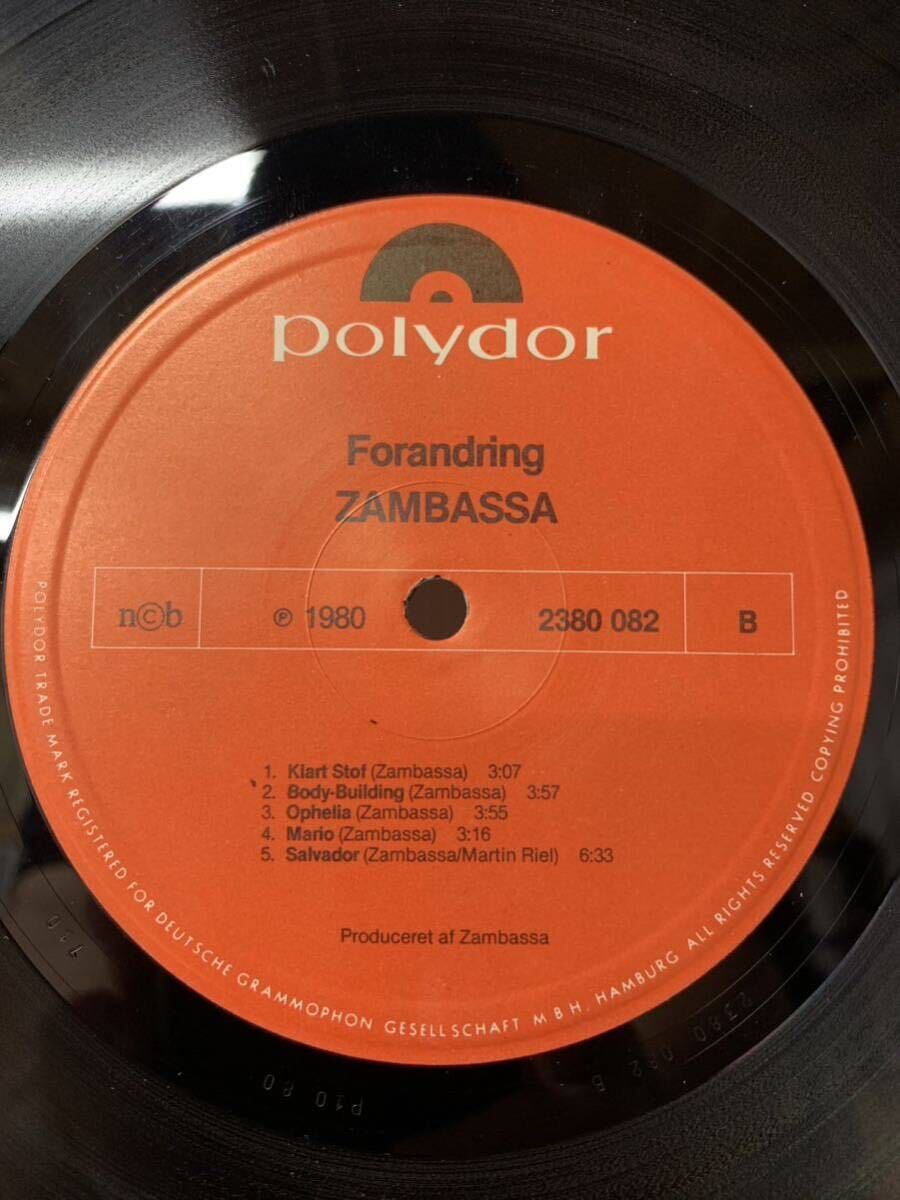 polydor
Forandring
ZAMBASSA
n©b ℗ 1980 2380 082 B
1. Klart Stof (Zambassa) 3:07
2. Body-Building (Zambassa) 3:57
3. Ophelia (Zambassa) 3:55
4. Mario (Zambassa) 3:16
5. Salvador (Zambassa/Martin Riel) 6:33
Produceret af Zambassa
POLYDOR TRADE MARK REGISTERED FOR DEUTSCHE GRAMMOPHON GESELLSCHAFT M B H. HAMBURG ALL RIGHTS RESERVED COPYING PROHIBITED
2380 082 B